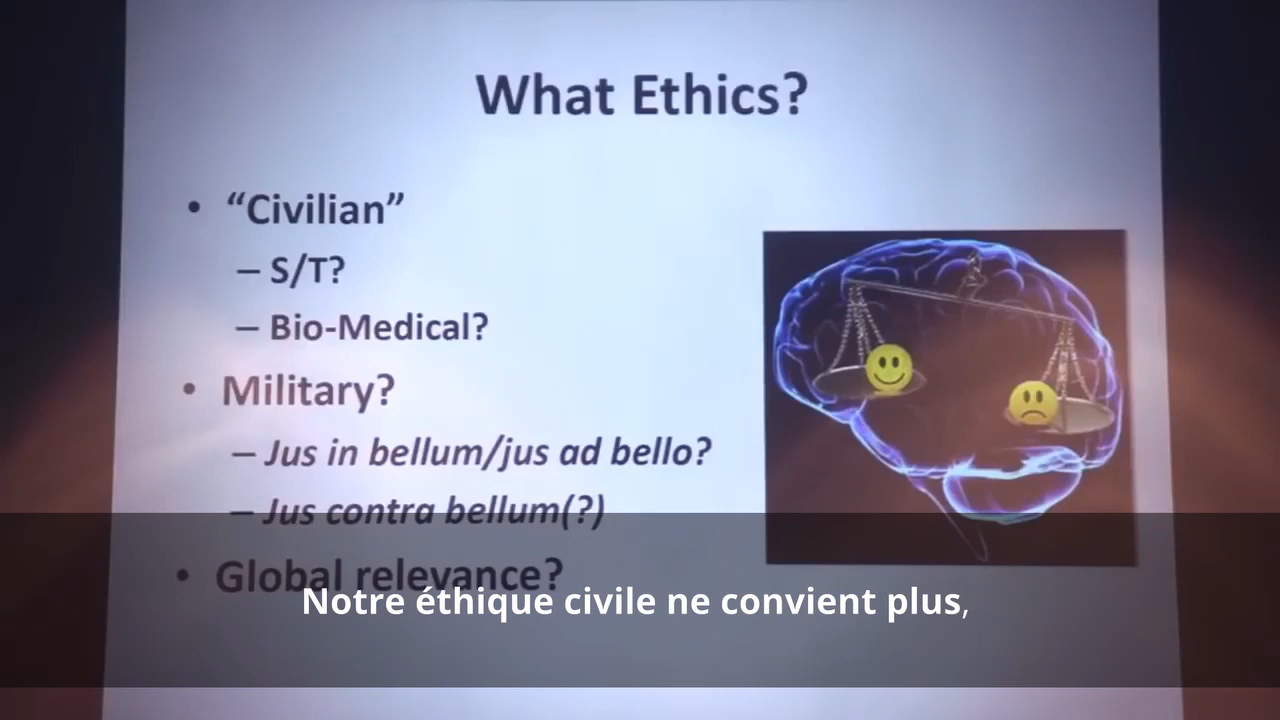 What Ethics?
• “Civilian”
– S/T?
– Bio-Medical?
• Military?
– Jus in bellum/jus ad bello?
– Jus contra bellum(?)
• Global relevance?
Notre éthique civile ne convient plus,